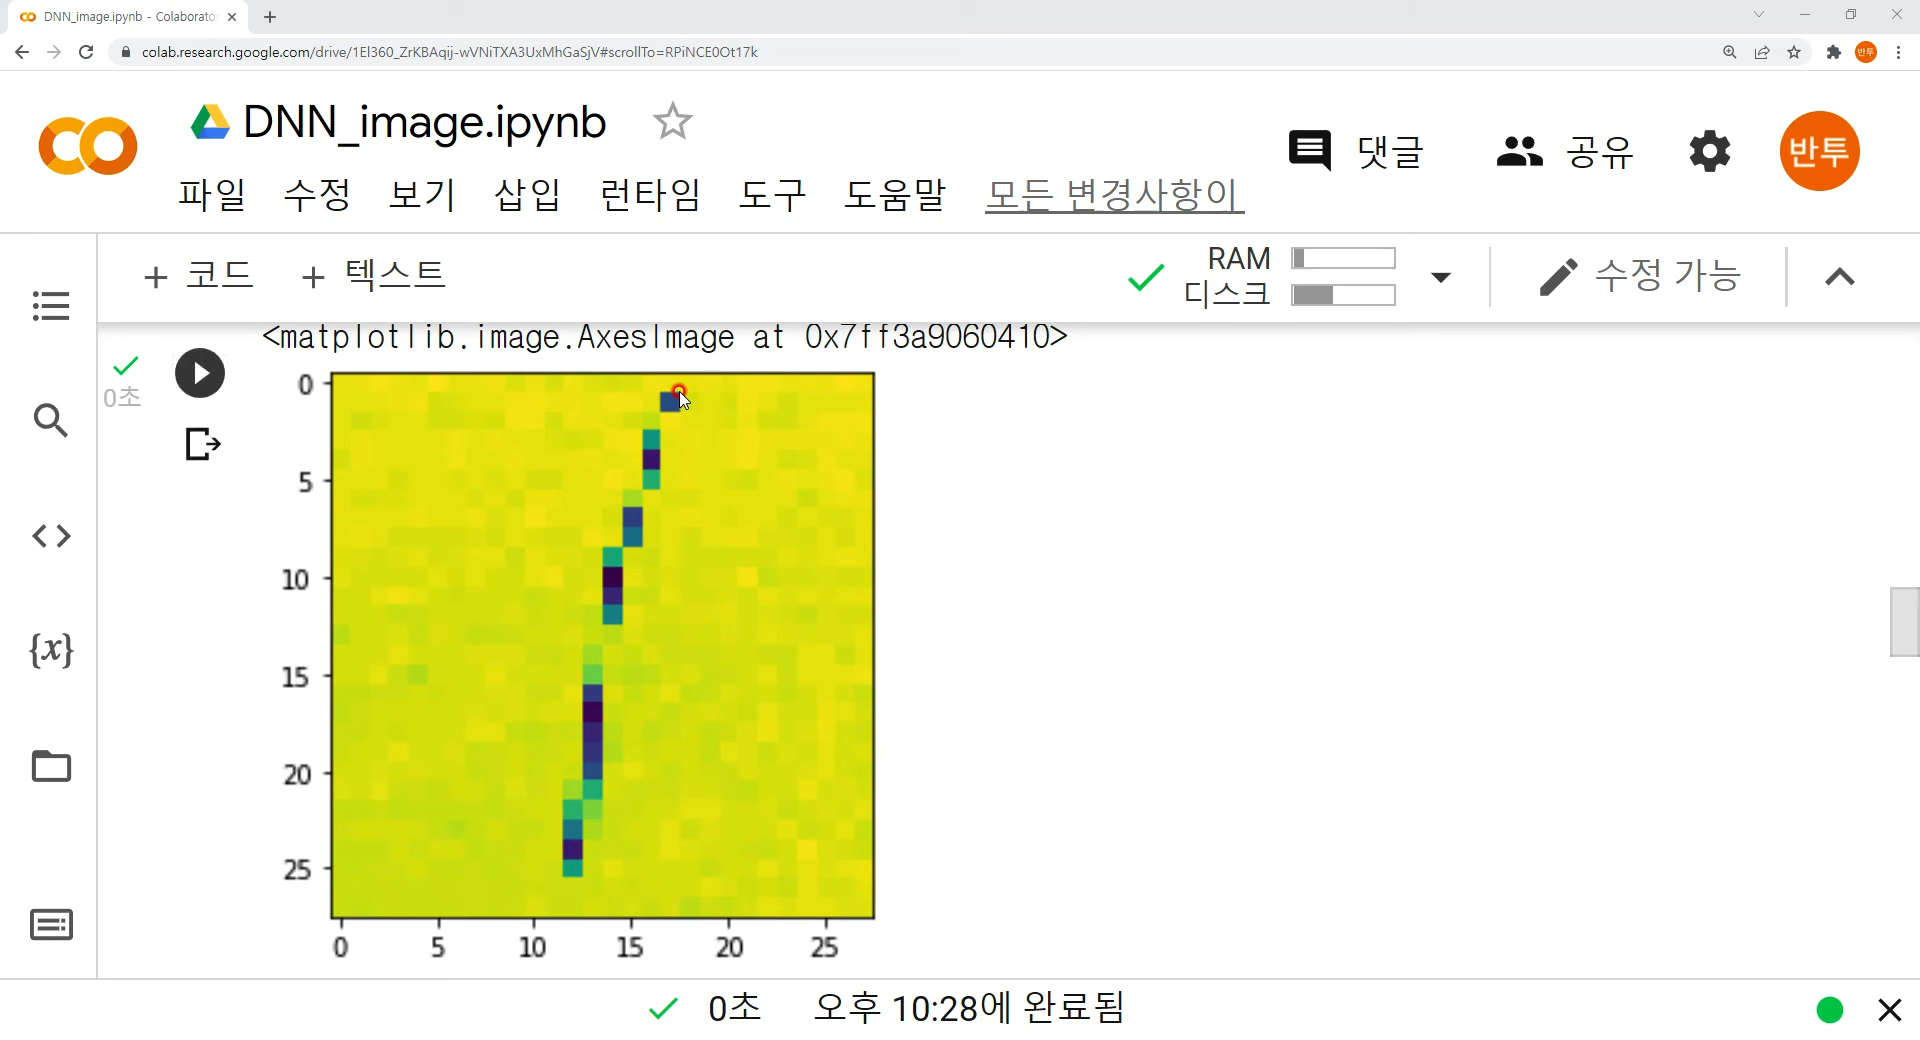 DNN_image.ipynb - Colaborato
colab.research.google.com/drive/1El360_ZrKBAqij-wVNiTXA3UxMhGaSjV#scrollTo=RPiNCE0Ot17k
반투
DNN_image.ipynb
댓글 공유 반투
파일 수정 보기 삽입 런타임 도구 도움말 모든 변경사항이
+ 코드 + 텍스트
RAM
디스크
수정 가능
<matplotlib.image.AxesImage at 0x7ff3a9060410>
0초
{x}
0
5
10
15
20
25
0 5 10 15 20 25
0초 오후 10:28에 완료됨